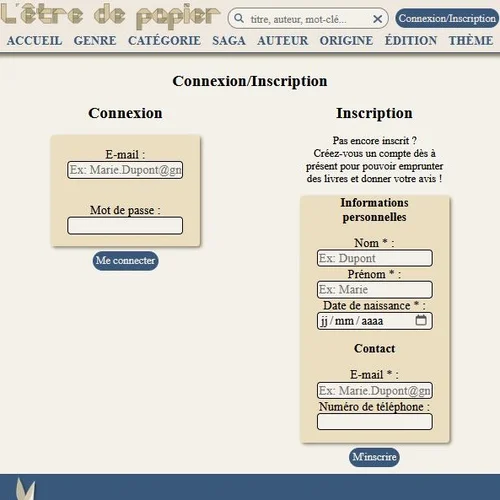 L'être de papier
titre, auteur, mot-clé...
Connexion/Inscription
ACCUEIL GENRE CATÉGORIE SAGA AUTEUR ORIGINE ÉDITION THÈME
Connexion/Inscription
Connexion
E-mail :
Ex: Marie.Dupont@gn
Mot de passe :
Me connecter
Inscription
Pas encore inscrit ?
Créez-vous un compte dès à
présent pour pouvoir emprunter
des livres et donner votre avis !
Informations
personnelles
Nom * :
Ex: Dupont
Prénom * :
Ex: Marie
Date de naissance * :
jj/mm/aaaa
Contact
E-mail * :
Ex: Marie.Dupont@gn
Numéro de téléphone :
M'inscrire